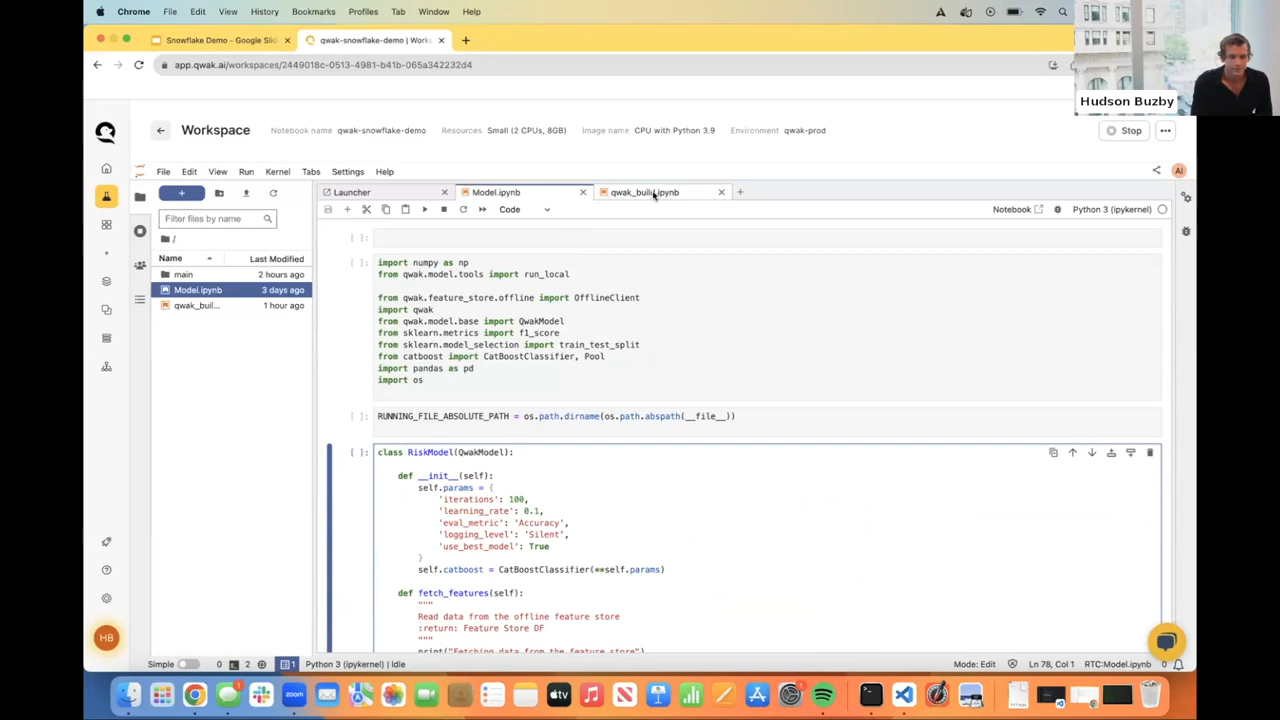 Chrome File Edit View History Bookmarks Profiles Tab Window Help
Snowflake Demo - Google Slid
qwak-snowflake-demo | Work
app.qwak.ai/workspaces/2449018c-0513-4981-b41b-065a342232d4
Hudson Buzby
Workspace
Notebook name qwak-snowflake-demo Resources Small (2 CPUs, 8GB) Image name CPU with Python 3.9 Environment qwak-prod
Stop
File Edit View Run Kernel Tabs Settings Help
AI
Launcher
Model.ipynb
qwak_build.ipynb
Filter files by name
Code
Notebook
Python 3 (ipykernel)
/
Name Last Modified
main 2 hours ago
Model.ipynb 3 days ago
qwak_buil... 1 hour ago
[ ]:
[ ]:
import numpy as np
from qwak.model.tools import run_local
from qwak.feature_store.offline import OfflineClient
import qwak
from qwak.model.base import QwakModel
from sklearn.metrics import f1_score
from sklearn.model_selection import train_test_split
from catboost import CatBoostClassifier, Pool
import pandas as pd
import os
[ ]:
RUNNING_FILE_ABSOLUTE_PATH = os.path.dirname(os.path.abspath(__file__))
[ ]:
class RiskModel(QwakModel):
def __init__(self):
self.params = {
'iterations': 100,
'learning_rate': 0.1,
'eval_metric': 'Accuracy',
'logging_level': 'Silent',
'use_best_model': True
}
self.catboost = CatBoostClassifier(**self.params)
def fetch_features(self):
"""
Read data from the offline feature store
:return: Feature Store DF
"""
print("Fetching data from the feature store")
HB
Simple 0 2 1 Python 3 (ipykernel) | Idle
Mode: Edit Ln 78, Col 1 RTC:Model.ipynb 0
zoom
tv